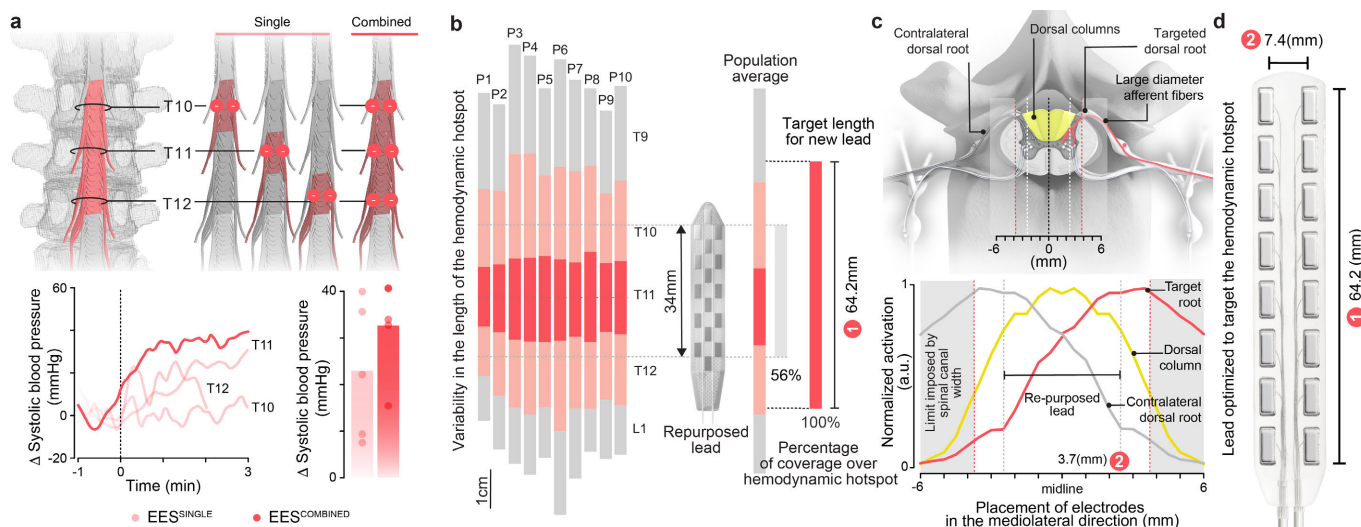 a
Single
Combined
T10
T11
T12
Δ Systolic blood pressure
(mmHg)
60
0
-20
-1
0
3
Time (min)
T11
T12
T10
Δ Systolic blood pressure
(mmHg)
40
0
EES^SINGLE
EES^COMBINED
b
Variability in the length of the hemodynamic hotspot
P1
P2
P3
P4
P5
P6
P7
P8
P9
P10
T9
T10
T11
T12
L1
1cm
34mm
Repurposed
lead
Population
average
Target length
for new lead
1 64.2mm
56%
100%
Percentage
of coverage over
hemodynamic hotspot
c
Contralateral
dorsal root
Dorsal columns
Targeted
dorsal root
Large diameter
afferent fibers
-6
0
6
(mm)
Normalized activation
(a.u.)
1
0
Limit imposed by
spinal canal
width
Target
root
Dorsal
column
Contralateral
dorsal root
Re-purposed
lead
3.7(mm) 2
-6
midline
6
Placement of electrodes
in the mediolateral direction (mm)
d
2 7.4(mm)
Lead optimized to target the hemodynamic hotspot
1 64.2 (mm)